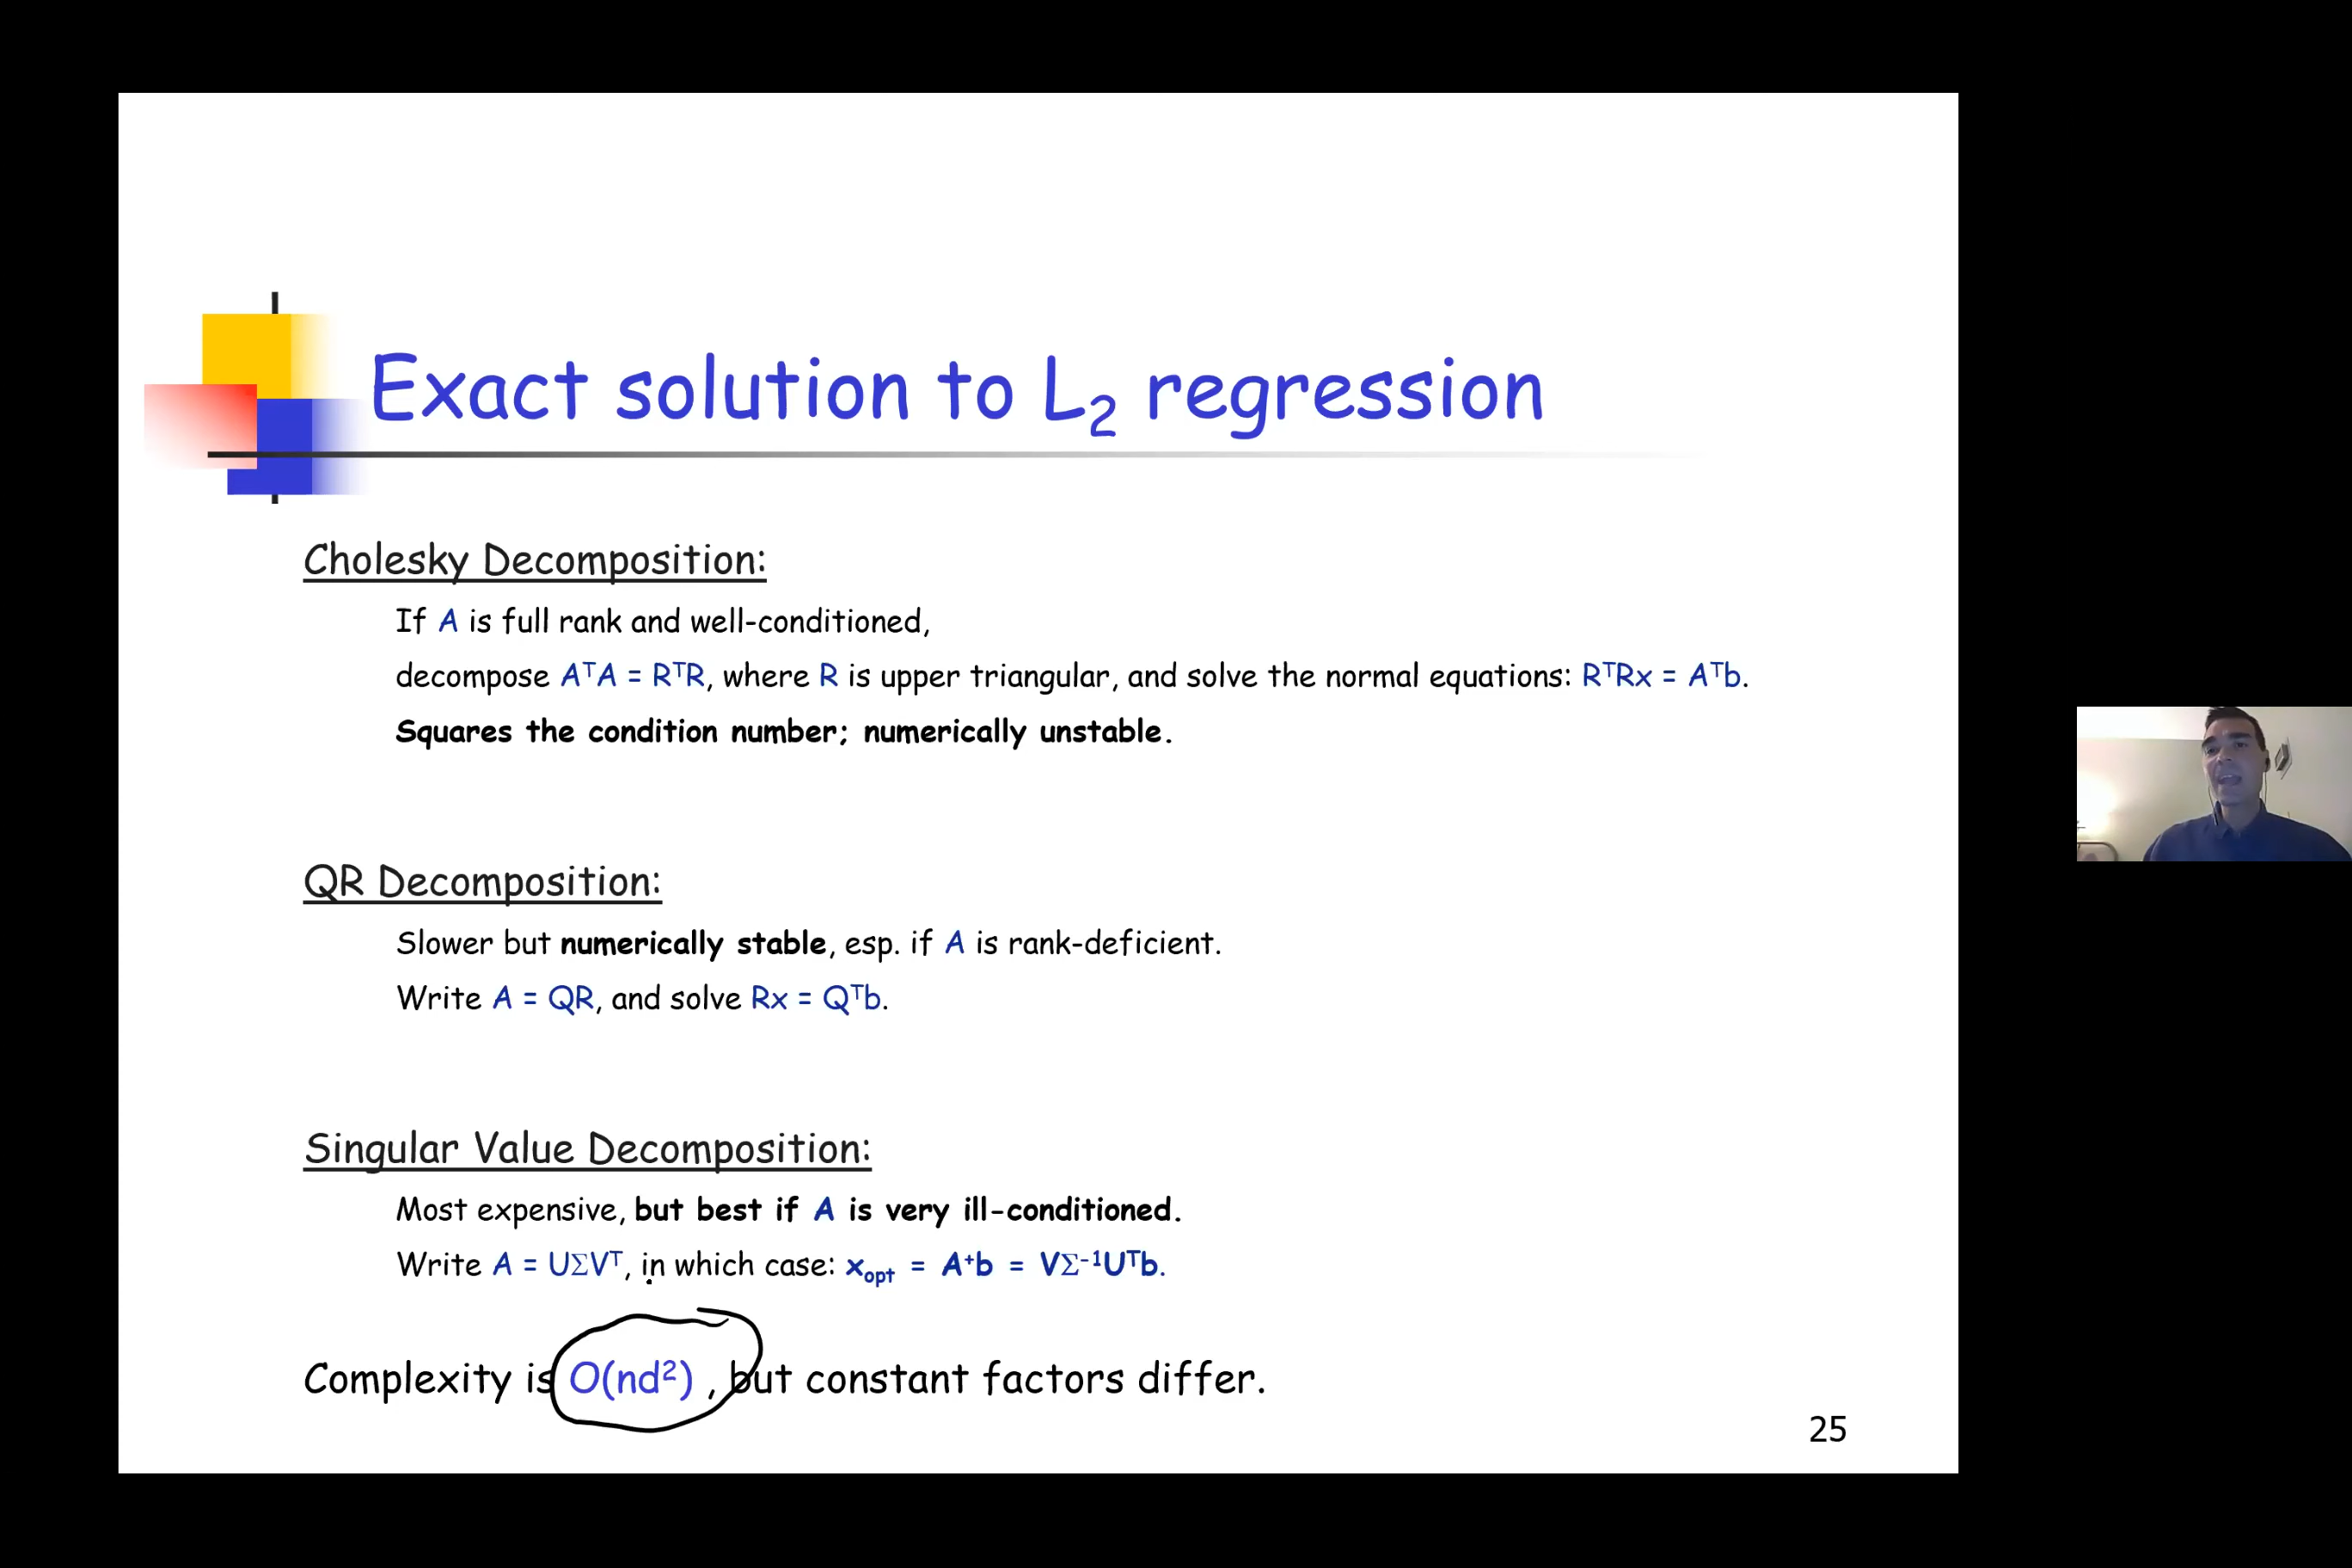 Exact solution to L₂ regression
Cholesky Decomposition:
If A is full rank and well-conditioned,
decompose AᵀA = RᵀR, where R is upper triangular, and solve the normal equations: RᵀRx = Aᵀb.
Squares the condition number; numerically unstable.
QR Decomposition:
Slower but numerically stable, esp. if A is rank-deficient.
Write A = QR, and solve Rx = Qᵀb.
Singular Value Decomposition:
Most expensive, but best if A is very ill-conditioned.
Write A = UΣVᵀ, in which case: xₒₚₜ = A⁺b = VΣ⁻¹Uᵀb.
Complexity is O(nd²) , but constant factors differ.
25